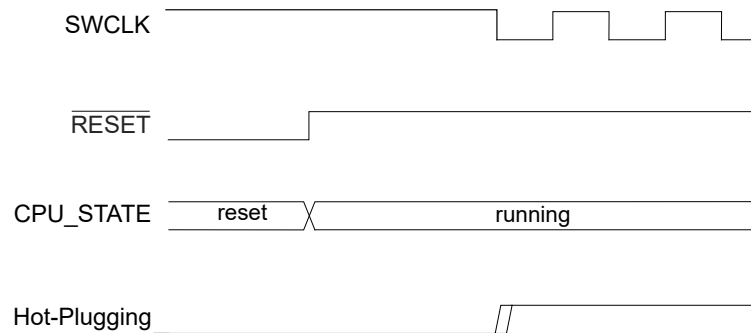 SWCLK
RESET
CPU_STATE
reset
running
Hot-Plugging